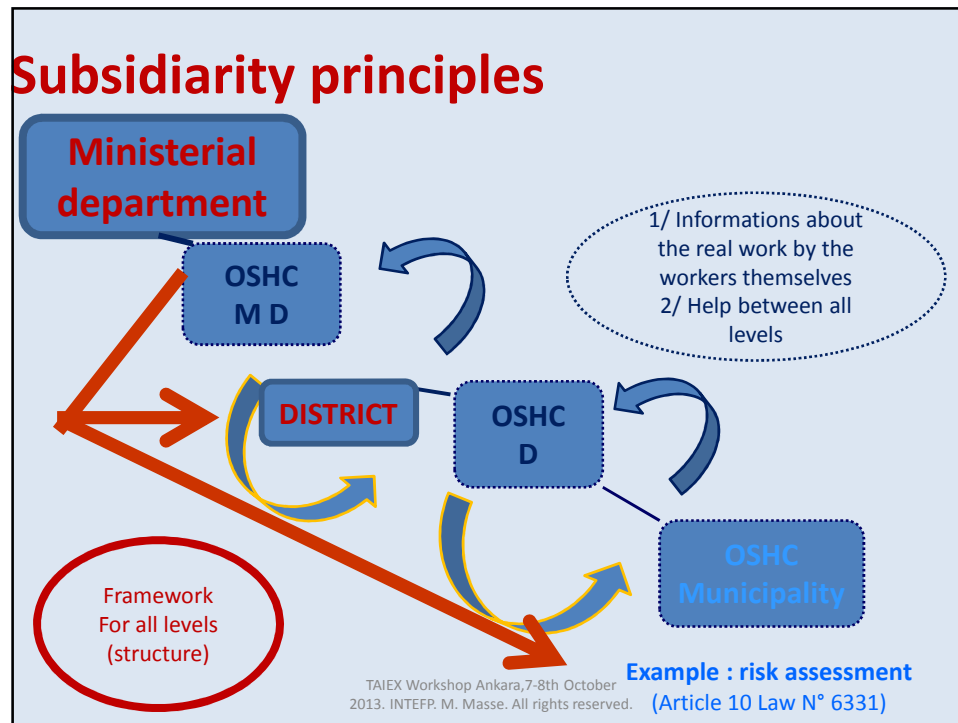 Subsidiarity principles
Ministerial
department
OSHC
M D
1/ Informations about
the real work by the
workers themselves
2/ Help between all
levels
DISTRICT
OSHC
D
OSHC
Municipality
Framework
For all levels
(structure)
Example : risk assessment
(Article 10 Law N° 6331)
TAIEX Workshop Ankara,7-8th October
2013. INTEFP. M. Masse. All rights reserved.